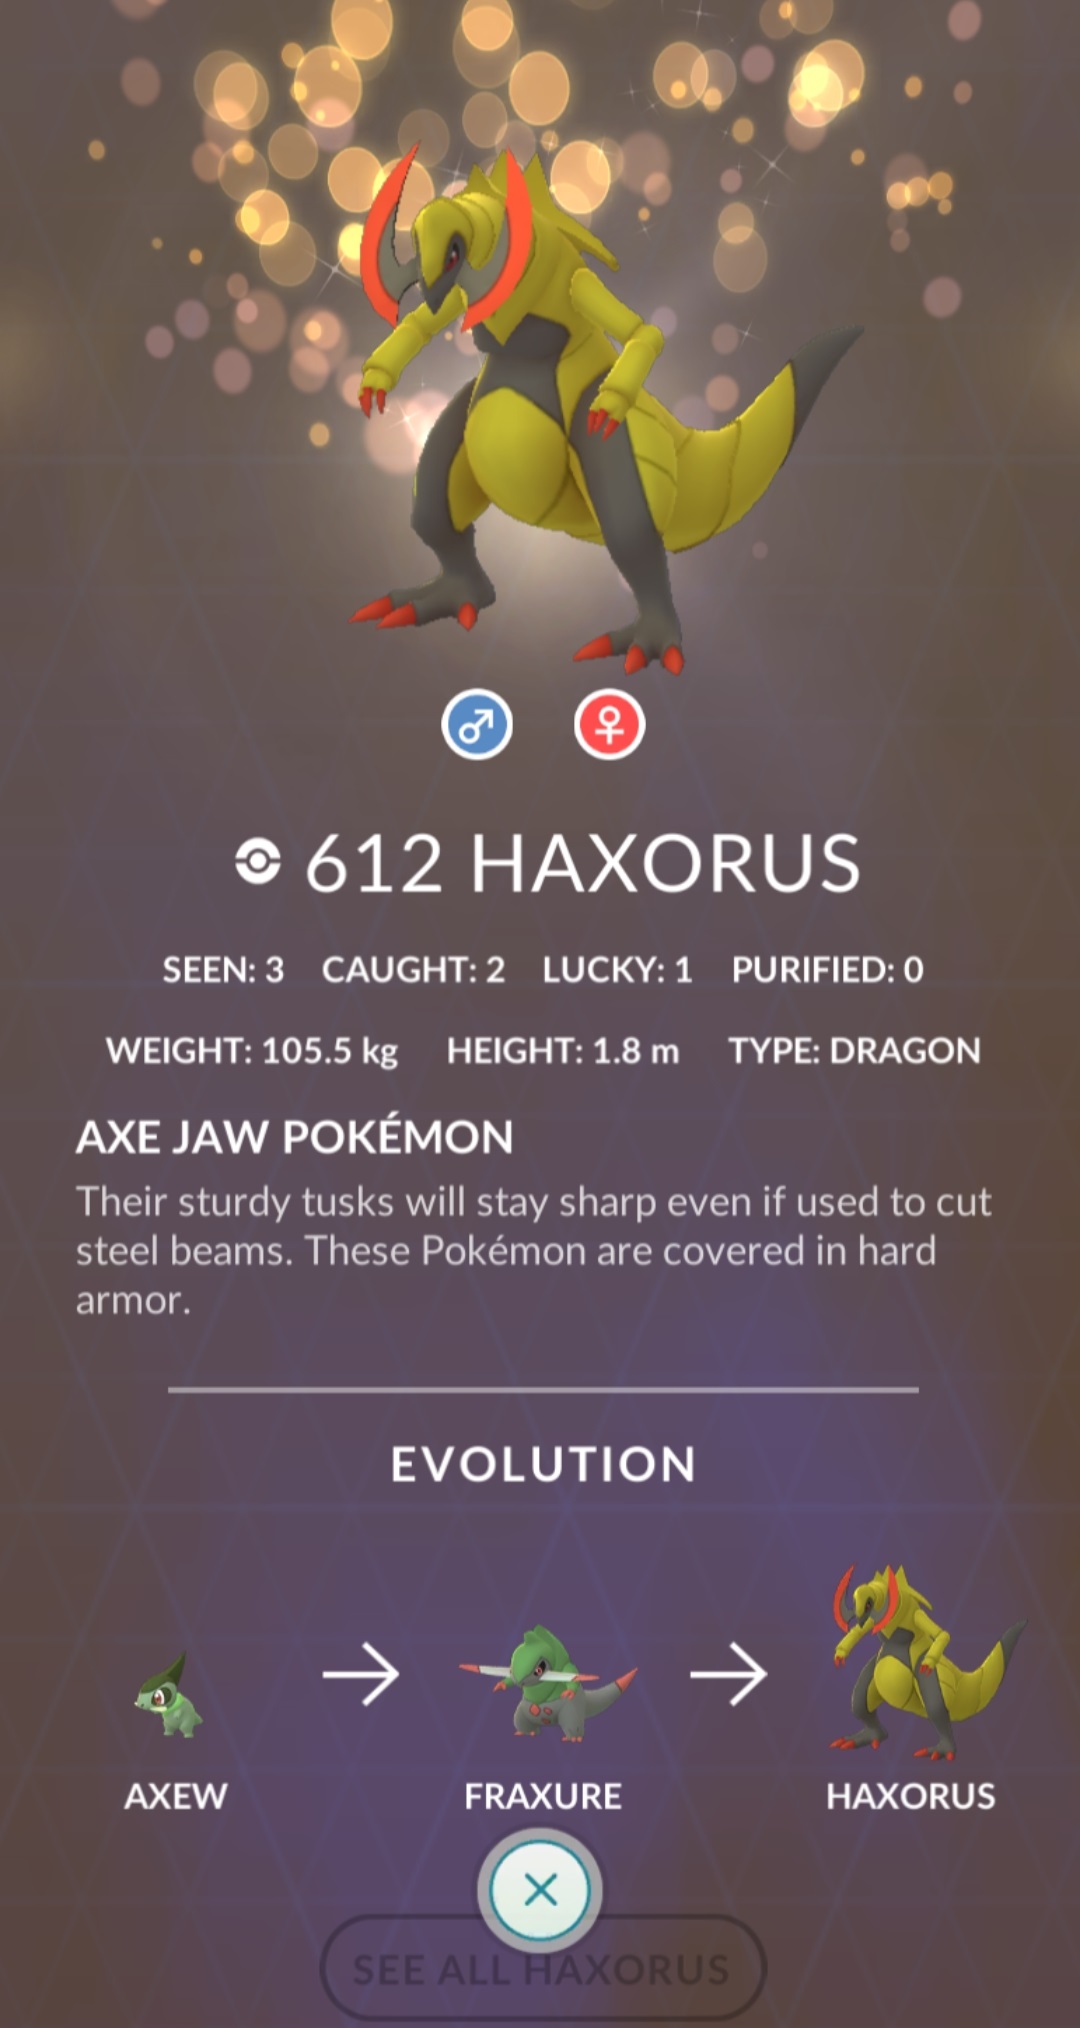 612 HAXORUS
SEEN: 3 CAUGHT: 2 LUCKY: 1 PURIFIED: 0
WEIGHT: 105.5 kg HEIGHT: 1.8 m TYPE: DRAGON
AXE JAW POKÉMON
Their sturdy tusks will stay sharp even if used to cut
steel beams. These Pokémon are covered in hard
armor.
EVOLUTION
AXEW FRAXURE HAXORUS
SEE ALL HAXORUS